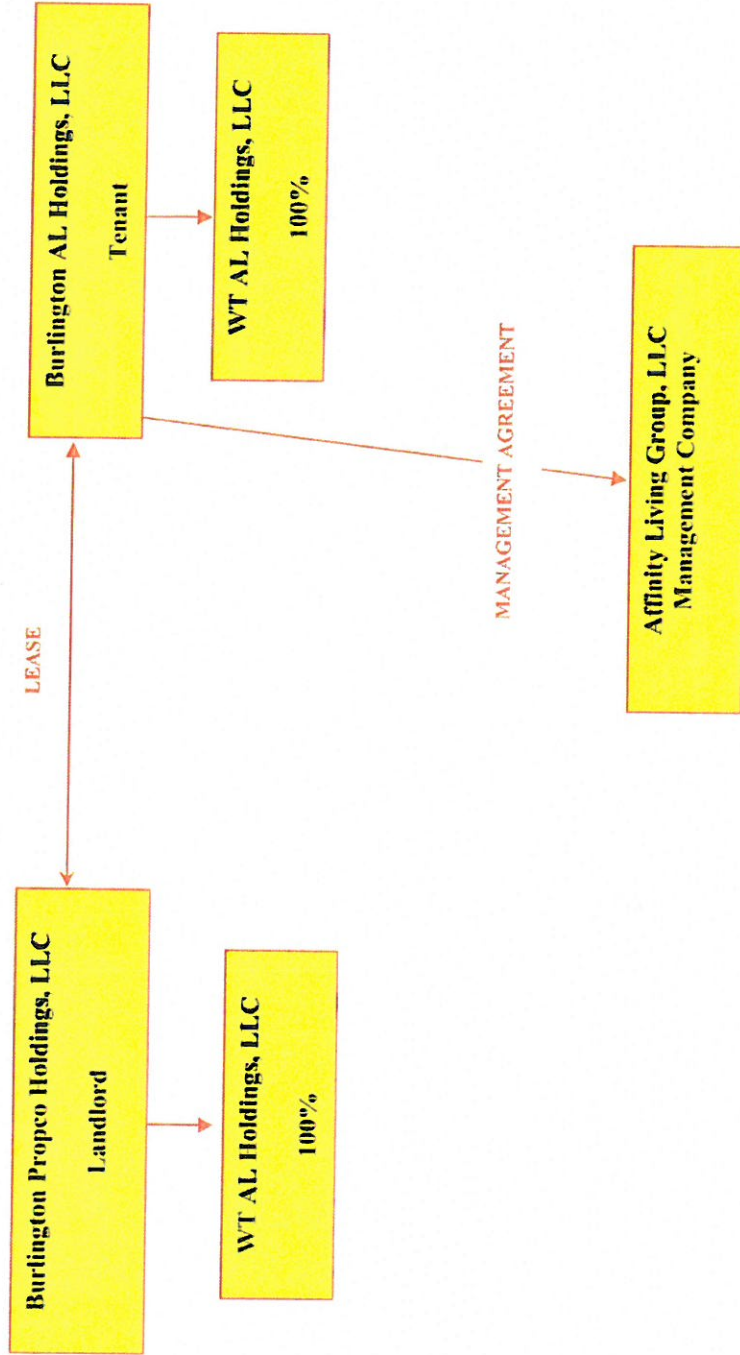 LEASE
Burlington Propco Holdings, LLC
Landlord
WT AL Holdings, LLC
100%
Burlington AL Holdings, LLC
Tenant
WT AL Holdings, LLC
100%
MANAGEMENT AGREEMENT
Affinity Living Group, LLC
Management Company